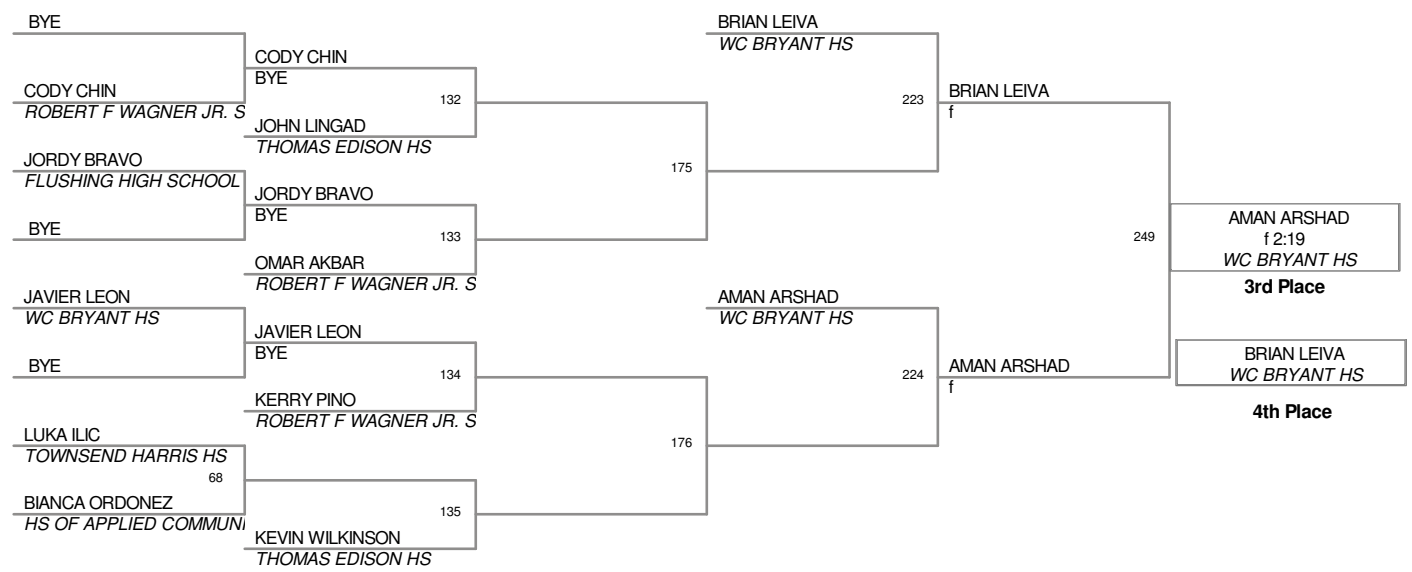 BYE
CODY CHIN
ROBERT F WAGNER JR. S
JORDY BRAVO
FLUSHING HIGH SCHOOL
BYE
JAVIER LEON
WC BRYANT HS
BYE
LUKA ILIC
TOWNSEND HARRIS HS
68
BIANCA ORDONEZ
HS OF APPLIED COMMUNI
CODY CHIN
BYE
132
JOHN LINGAD
THOMAS EDISON HS
JORDY BRAVO
BYE
133
OMAR AKBAR
ROBERT F WAGNER JR. S
JAVIER LEON
BYE
134
KERRY PINO
ROBERT F WAGNER JR. S
135
KEVIN WILKINSON
THOMAS EDISON HS
175
176
BRIAN LEIVA
WC BRYANT HS
223
AMAN ARSHAD
WC BRYANT HS
224
BRIAN LEIVA
f
249
AMAN ARSHAD
f
AMAN ARSHAD
f 2:19
WC BRYANT HS
3rd Place
BRIAN LEIVA
WC BRYANT HS
4th Place